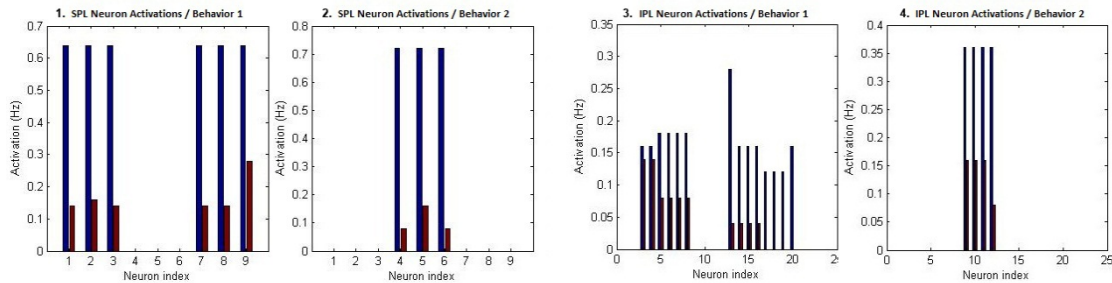 1. SPL Neuron Activations / Behavior 1
0.7
0.6
0.5
0.4
0.3
0.2
0.1
0
Activation (Hz)
1 2 3 4 5 6 7 8 9
Neuron index
2. SPL Neuron Activations / Behavior 2
0.8
0.7
0.6
0.5
0.4
0.3
0.2
0.1
0
Activation (Hz)
1 2 3 4 5 6 7 8 9
Neuron index
3. IPL Neuron Activations / Behavior 1
0.35
0.3
0.25
0.2
0.15
0.1
0.05
0
Activation (Hz)
0 5 10 15 20 25
Neuron index
4. IPL Neuron Activations / Behavior 2
0.4
0.35
0.3
0.25
0.2
0.15
0.1
0.05
0
Activation (Hz)
0 5 10 15 20 25
Neuron index